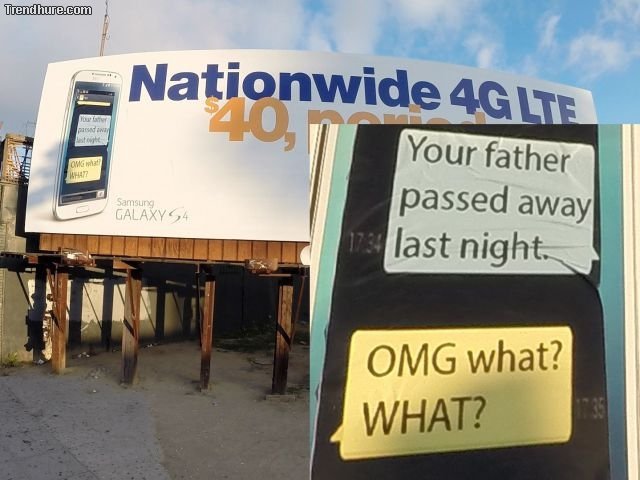 Trendhure.com
Nationwide 4G LTE
$40, period.
Your father
passed away
last night.
OMG what?
WHAT?
Samsung
GALAXY S4
Your father
passed away
17:34 last night.
OMG what?
WHAT?
17:35